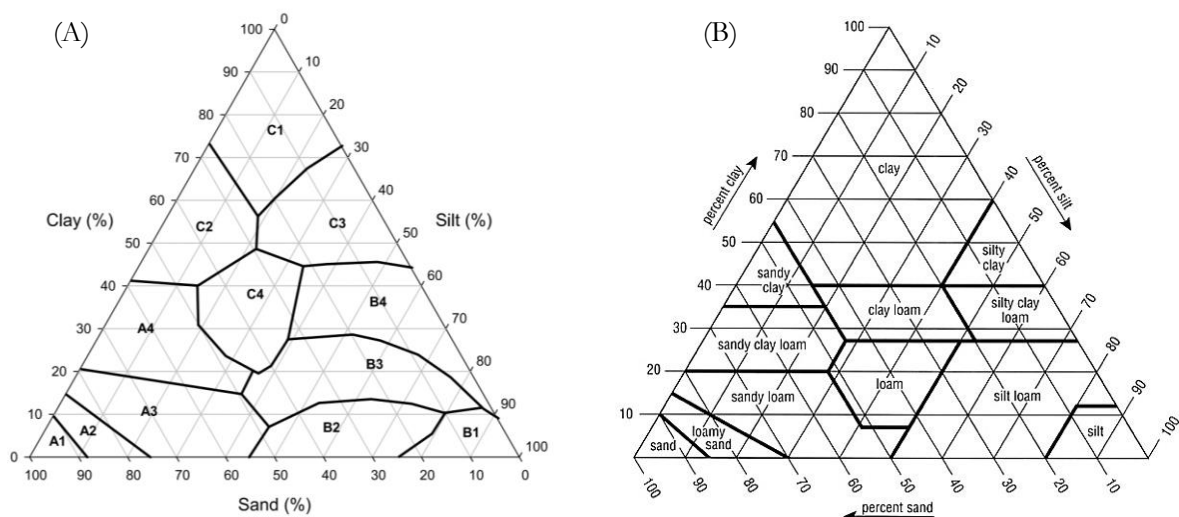 (A)
100
0
90
10
80
20
70
30
60
40
50
50
40
60
30
70
20
80
10
90
0
100
Clay (%)
Silt (%)
C1
C2
C3
C4
B4
A4
B3
A3
B2
A2
A1
B1
100
90
80
70
60
50
40
30
20
10
0
Sand (%)
(B)
100
90
80
70
60
50
40
30
20
10
10
20
30
40
50
60
70
80
90
100
percent clay
percent silt
clay
silty
clay
sandy
clay
clay loam
silty clay
loam
sandy clay loam
loam
silt loam
sandy loam
loamy
sand
sand
silt
100
90
80
70
60
50
40
30
20
10
percent sand